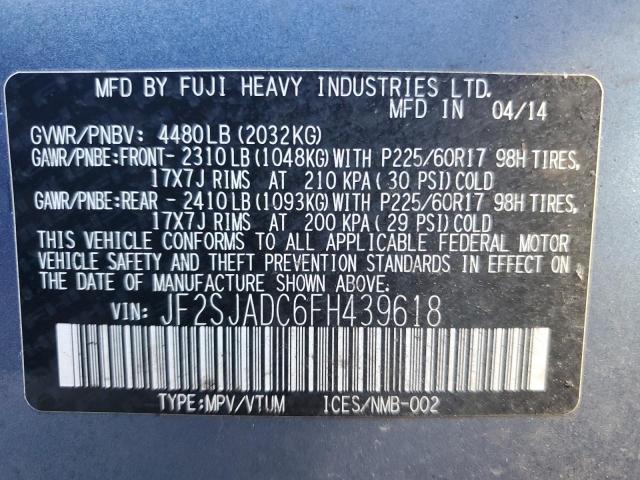 MFD BY FUJI HEAVY INDUSTRIES LTD.
MFD IN 04/14
GVWR/PNBV: 4480LB(2032KG)
GAWR/PNBE:FRONT- 2310LB(1048KG)WITH P225/60R17 98H TIRES,
17X7J RIMS AT 210 KPA( 30 PSI)COLD
GAWR/PNBE:REAR - 2410LB(1093KG)WITH P225/60R17 98H TIRES,
17X7J RIMS AT 200 KPA( 29 PSI)COLD
THIS VEHICLE CONFORMS TO ALL APPLICABLE FEDERAL MOTOR
VEHICLE SAFETY AND THEFT PREVENTION STANDARDS IN EFFECT ON
THE DATE OF MANUFACTURE SHOWN ABOVE.
VIN: JF2SJADC6FH439618
TYPE:MPV/VTUM ICES/NMB-002